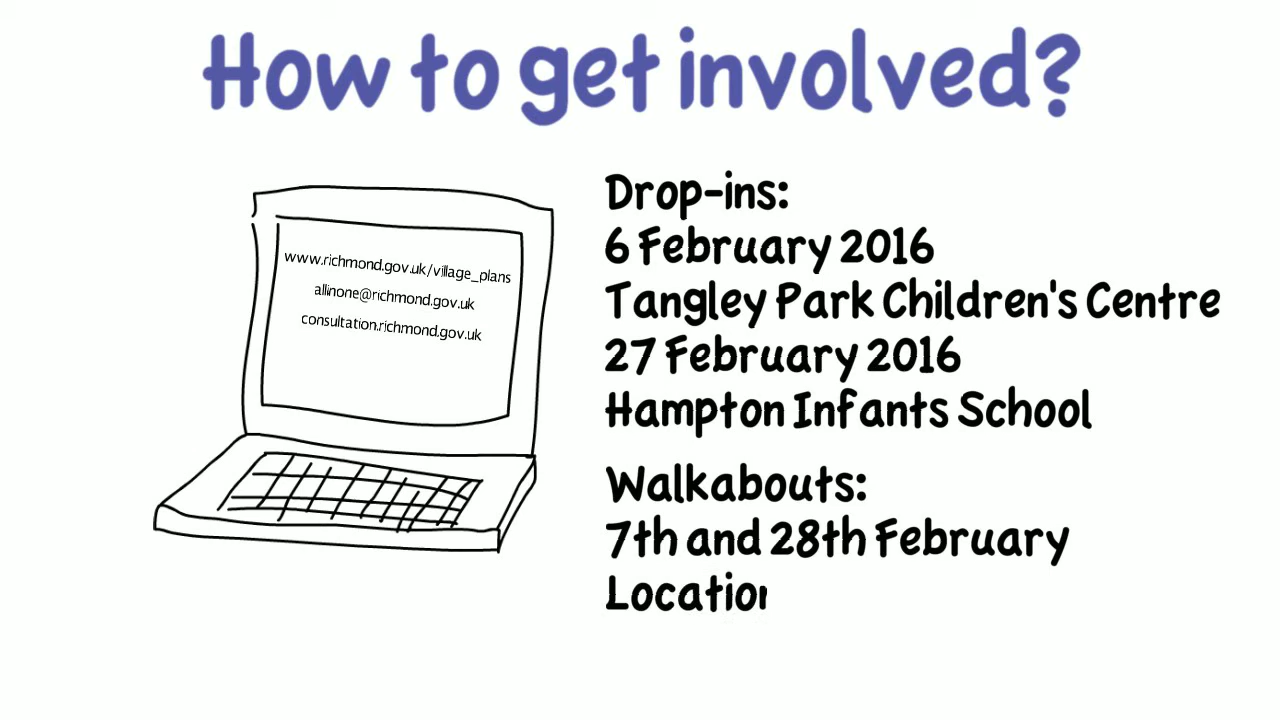 How to get involved?
www.richmond.gov.uk/village_plans
allinone@richmond.gov.uk
consultation.richmond.gov.uk
Drop-ins:
6 February 2016
Tangley Park Children's Centre
27 February 2016
Hampton Infants School
Walkabouts:
7th and 28th February